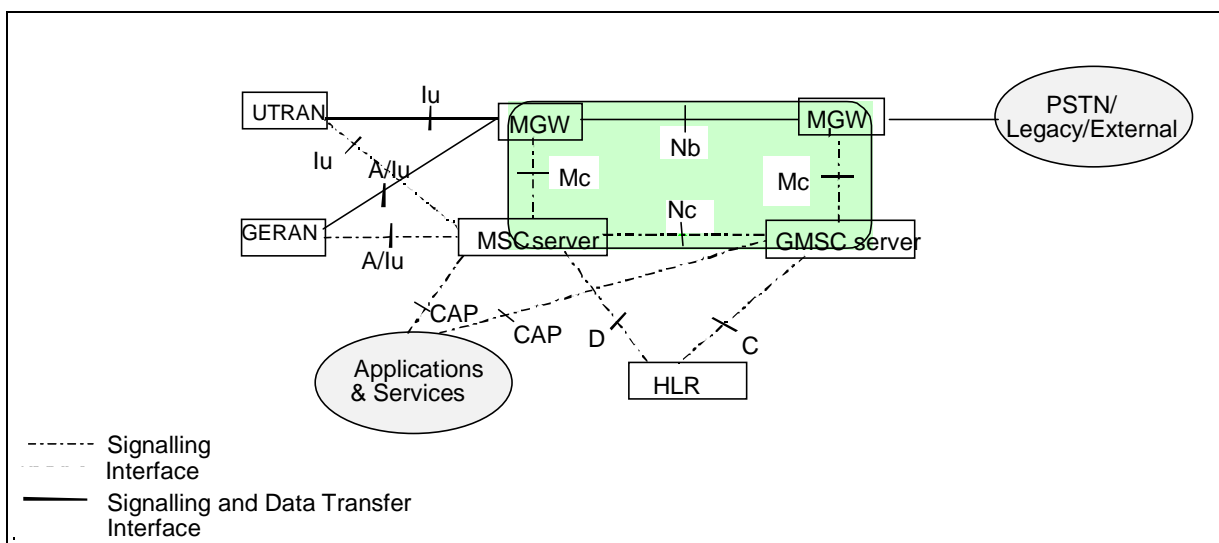 Iu
UTRAN
MGW
MGW
PSTN/
Legacy/External
Nb
Iu
A/Iu
Mc
Mc
Nc
GERAN
MSC server
GMSC server
A/Iu
CAP
CAP
D
C
Applications
& Services
HLR
Signalling
Interface
Signalling and Data Transfer
Interface